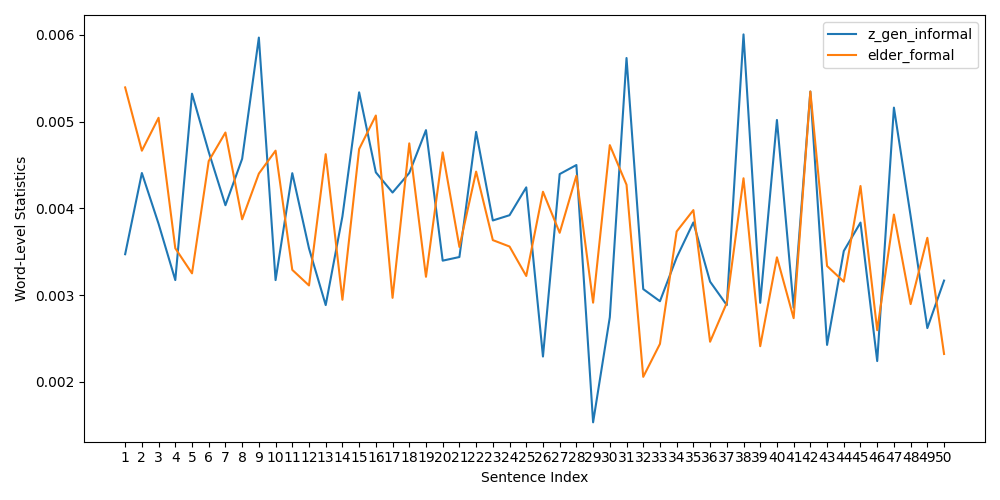 z_gen_informal
elder_formal
0.006
0.005
0.004
0.003
0.002
Word-Level Statistics
1 2 3 4 5 6 7 8 9 10 11 12 13 14 15 16 17 18 19 20 21 22 23 24 25 26 27 28 29 30 31 32 33 34 35 36 37 38 39 40 41 42 43 44 45 46 47 48 49 50
Sentence Index